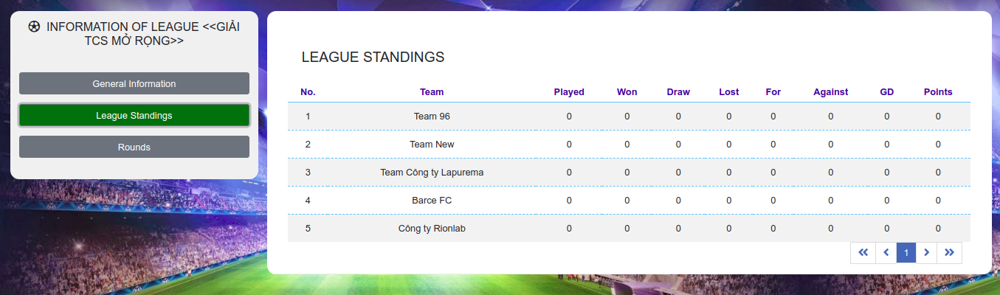 INFORMATION OF LEAGUE <<GIẢI
TCS MỞ RỘNG>>
General Information
League Standings
Rounds
LEAGUE STANDINGS
No. Team Played Won Draw Lost For Against GD Points
1 Team 96 0 0 0 0 0 0 0 0
2 Team New 0 0 0 0 0 0 0 0
3 Team Công ty Lapurema 0 0 0 0 0 0 0 0
4 Barce FC 0 0 0 0 0 0 0 0
5 Công ty Rionlab 0 0 0 0 0 0 0 0
1